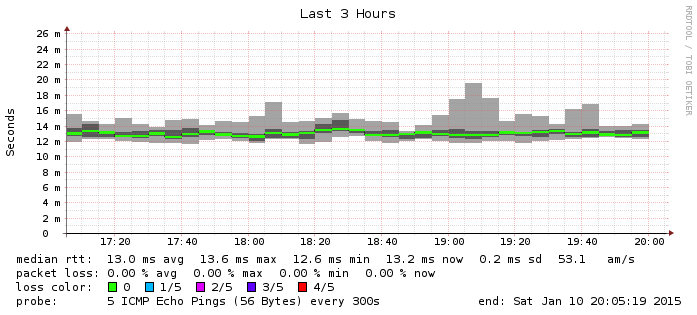 Last 3 Hours
RRDTOOL / TOBI OETIKER
Seconds
26 m
24 m
22 m
20 m
18 m
16 m
14 m
12 m
10 m
8 m
6 m
4 m
2 m
0
17:20 17:40 18:00 18:20 18:40 19:00 19:20 19:40 20:00
median rtt: 13.0 ms avg 13.6 ms max 12.6 ms min 13.2 ms now 0.2 ms sd 53.1 am/s
packet loss: 0.00 % avg 0.00 % max 0.00 % min 0.00 % now
loss color: 0 1/5 2/5 3/5 4/5
probe: 5 ICMP Echo Pings (56 Bytes) every 300s end: Sat Jan 10 20:05:19 2015